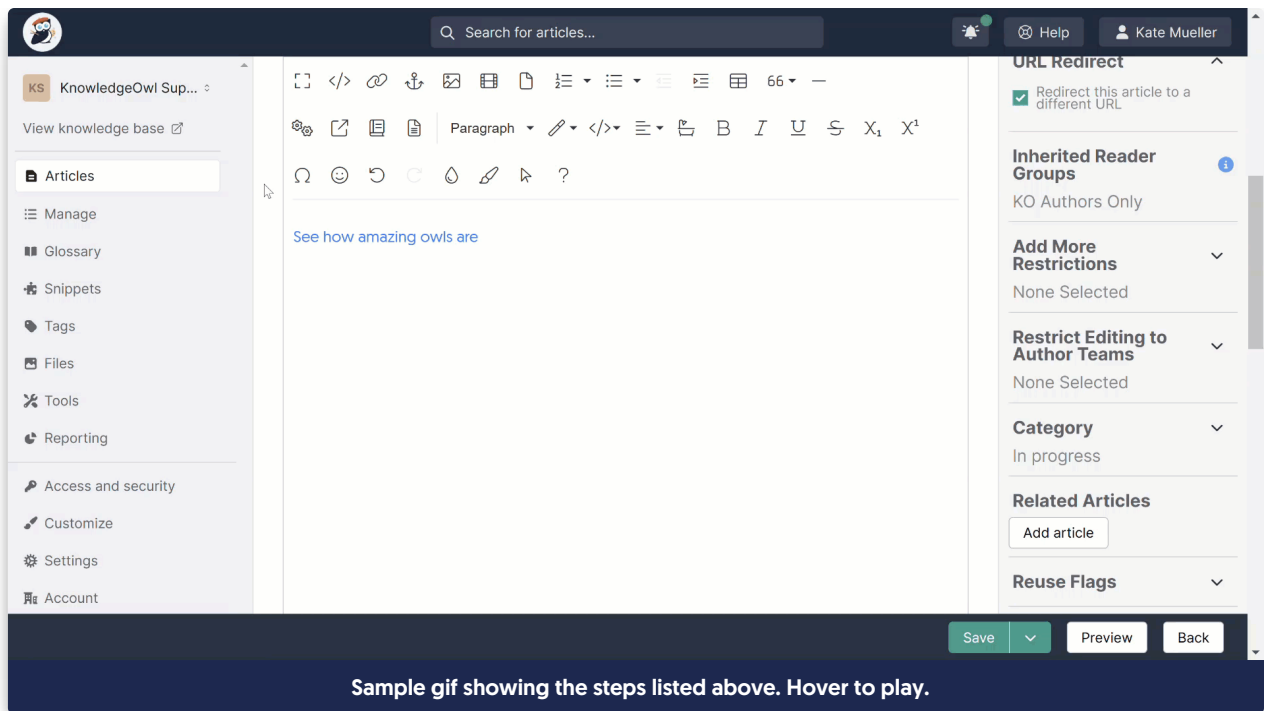 Search for articles...
Help
Kate Mueller
KS
KnowledgeOwl Sup...
View knowledge base
Articles
Manage
Glossary
Snippets
Tags
Files
Tools
Reporting
Access and security
Customize
Settings
Account
66
Paragraph
B I U S X₁ X¹
Ω ?
See how amazing owls are
URL Redirect
Redirect this article to a
different URL
Inherited Reader
Groups
KO Authors Only
Add More
Restrictions
None Selected
Restrict Editing to
Author Teams
None Selected
Category
In progress
Related Articles
Add article
Reuse Flags
Save
Preview
Back
Sample gif showing the steps listed above. Hover to play.